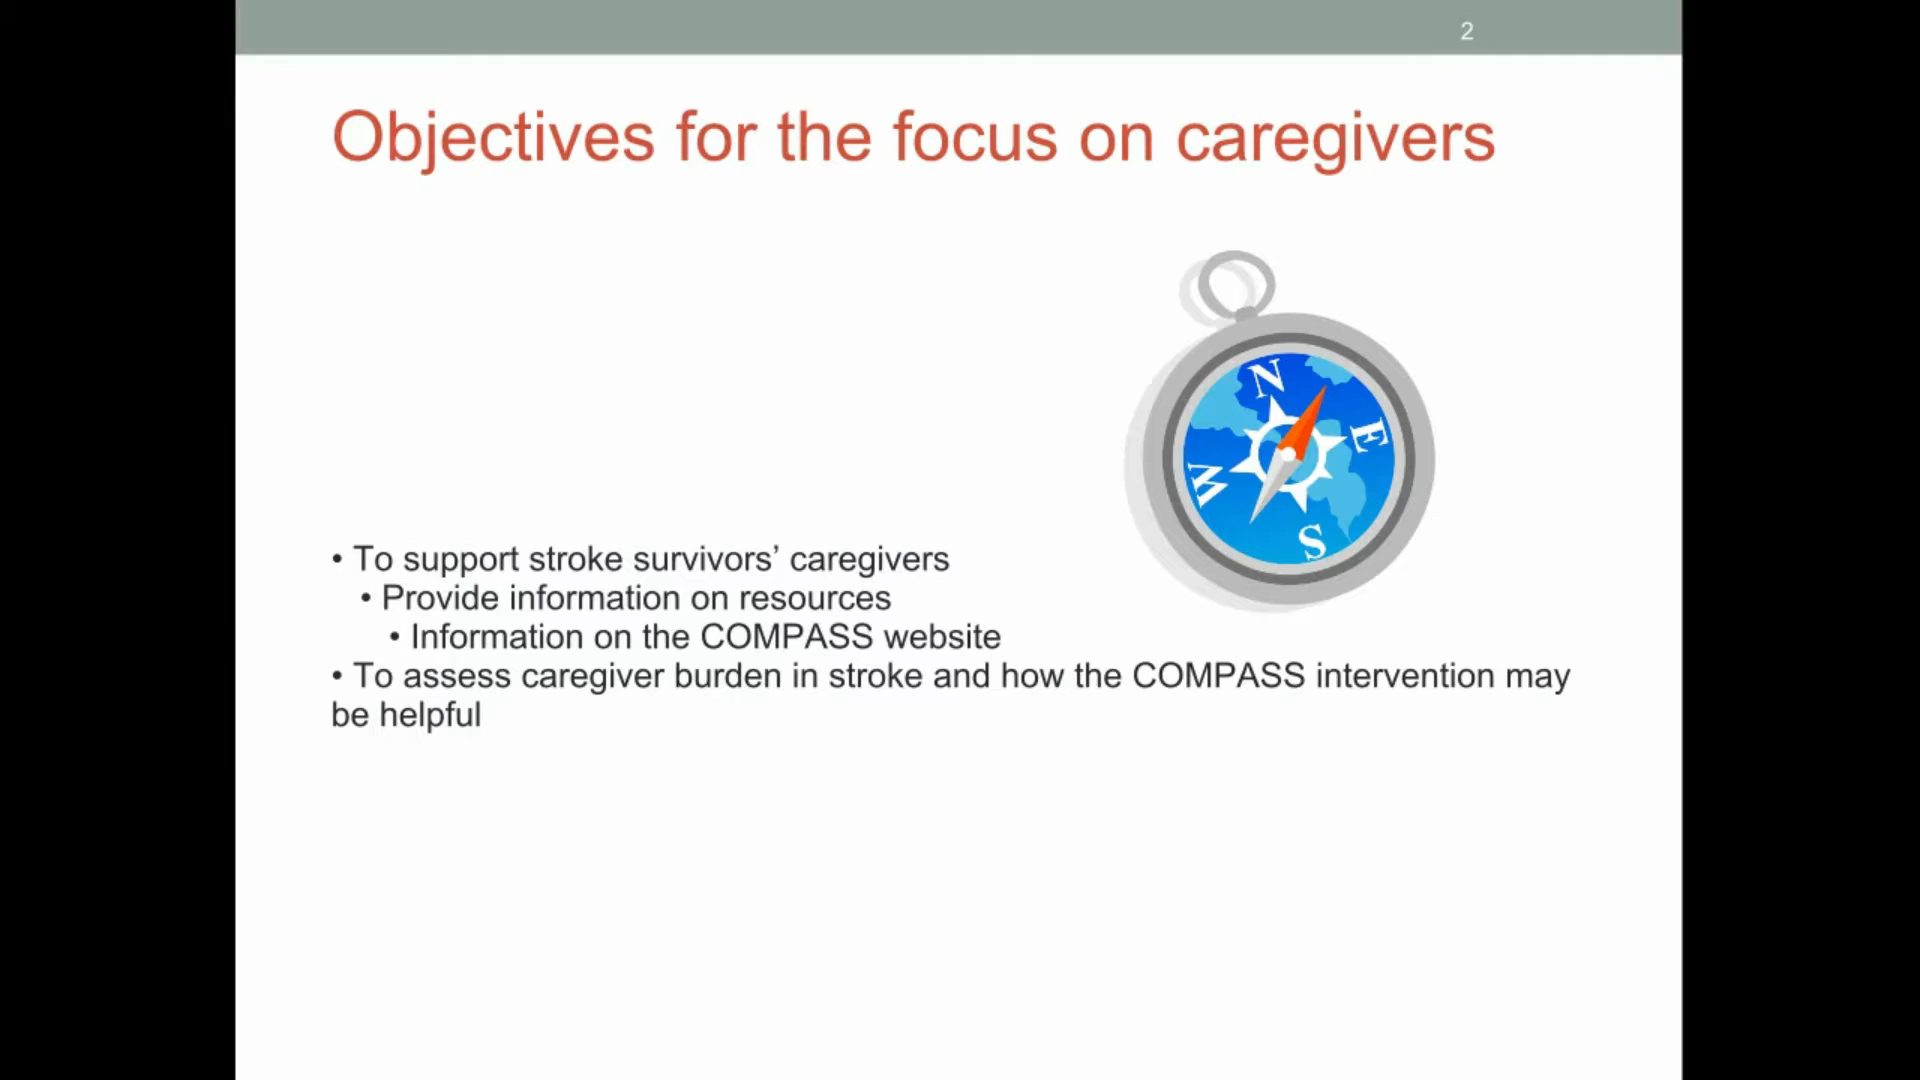 2
Objectives for the focus on caregivers
N
E
W
S
• To support stroke survivors’ caregivers
• Provide information on resources
• Information on the COMPASS website
• To assess caregiver burden in stroke and how the COMPASS intervention may
be helpful